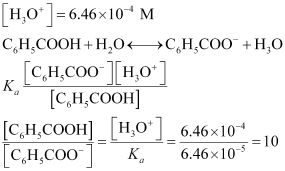 [H₃O⁺] = 6.46×10⁻⁴ M
C₆H₅COOH + H₂O ⟷ C₆H₅COO⁻ + H₃O
Kₐ [C₆H₅COO⁻][H₃O⁺] / [C₆H₅COOH]
[C₆H₅COOH] / [C₆H₅COO⁻] = [H₃O⁺] / Kₐ = 6.46×10⁻⁴ / 6.46×10⁻⁵ = 10